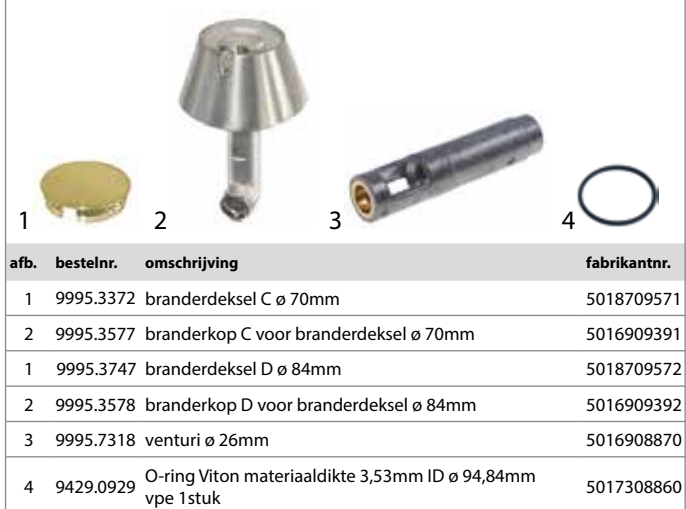 1
2
3
4
afb. bestelnr. omschrijving fabrikantnr.
1 9995.3372 branderdeksel C ø 70mm 5018709571
2 9995.3577 branderkop C voor branderdeksel ø 70mm 5016909391
1 9995.3747 branderdeksel D ø 84mm 5018709572
2 9995.3578 branderkop D voor branderdeksel ø 84mm 5016909392
3 9995.7318 venturi ø 26mm 5016908870
4 9429.0929 O-ring Viton materiaaldikte 3,53mm ID ø 94,84mm
vpe 1stuk 5017308860